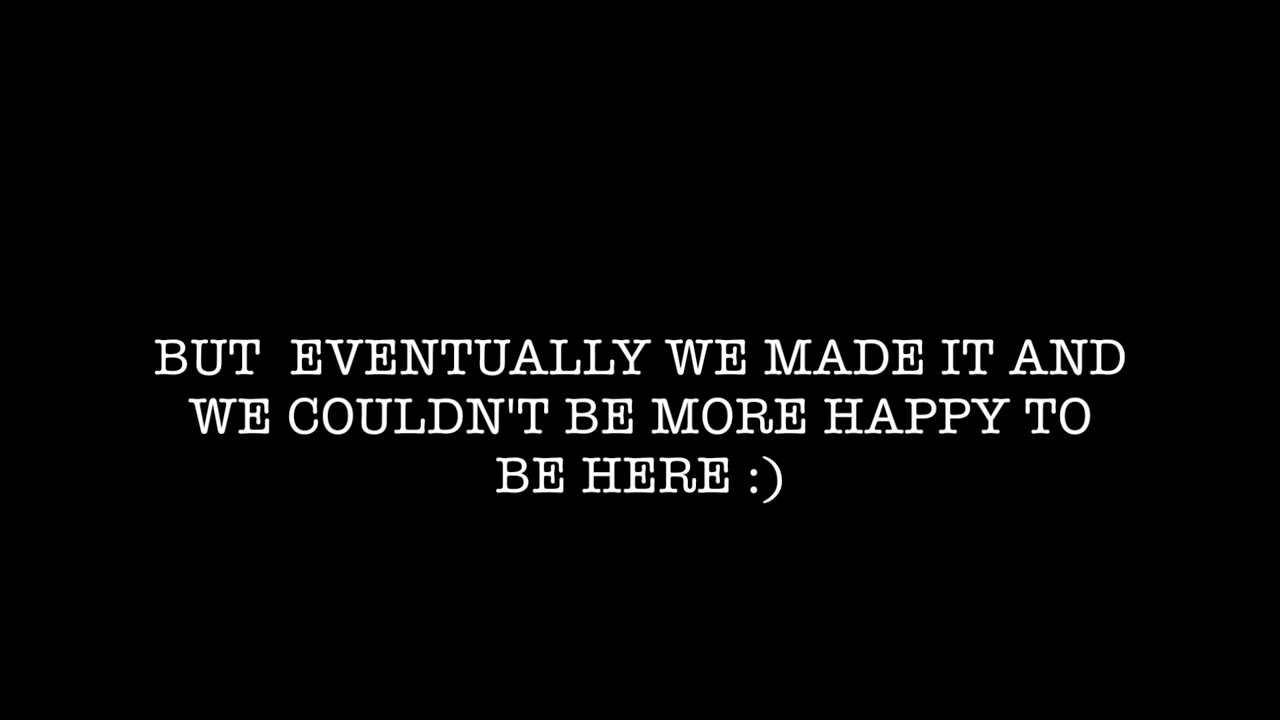 BUT  EVENTUALLY WE MADE IT AND
WE COULDN'T BE MORE HAPPY TO
BE HERE :)